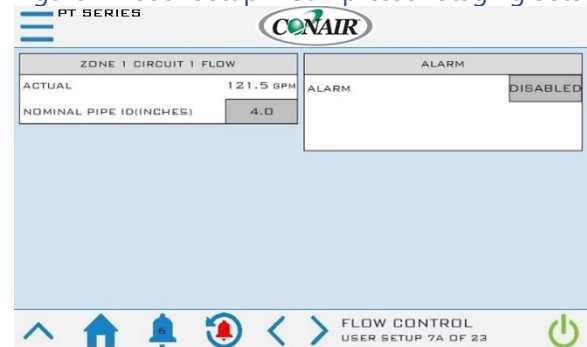 PT SERIES
CONAIR
ZONE 1 CIRCUIT 1 FLOW
ACTUAL 121.5 GPM
NOMINAL PIPE ID(INCHES) 4.0
ALARM
ALARM DISABLED
6
FLOW CONTROL
USER SETUP 7A OF 23